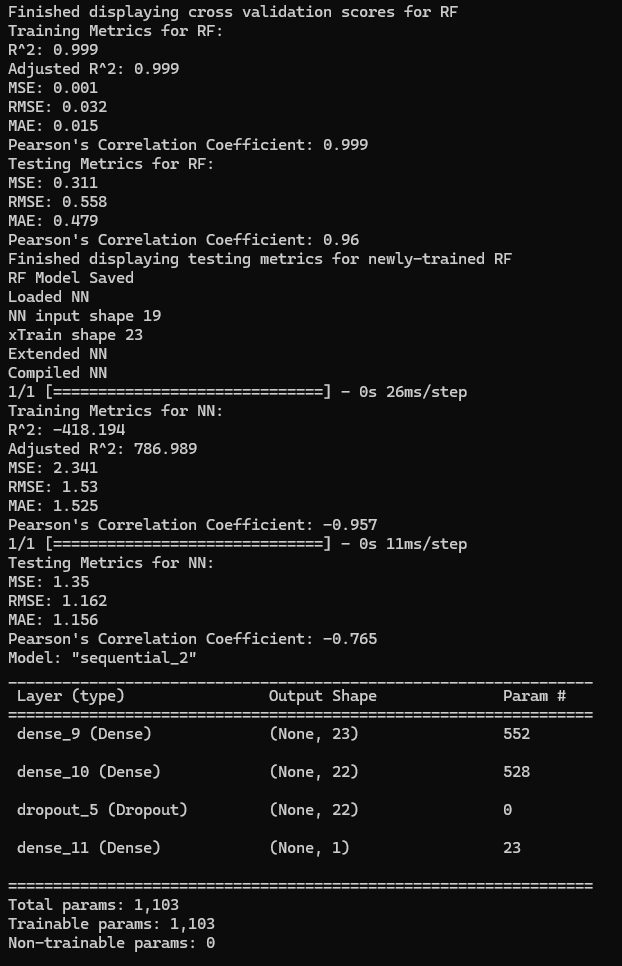 Finished displaying cross validation scores for RF
Training Metrics for RF:
R^2: 0.999
Adjusted R^2: 0.999
MSE: 0.001
RMSE: 0.032
MAE: 0.015
Pearson's Correlation Coefficient: 0.999
Testing Metrics for RF:
MSE: 0.311
RMSE: 0.558
MAE: 0.479
Pearson's Correlation Coefficient: 0.96
Finished displaying testing metrics for newly-trained RF
RF Model Saved
Loaded NN
NN input shape 19
xTrain shape 23
Extended NN
Compiled NN
1/1 [==============================] - 0s 26ms/step
Training Metrics for NN:
R^2: -418.194
Adjusted R^2: 786.989
MSE: 2.341
RMSE: 1.53
MAE: 1.525
Pearson's Correlation Coefficient: -0.957
1/1 [==============================] - 0s 11ms/step
Testing Metrics for NN:
MSE: 1.35
RMSE: 1.162
MAE: 1.156
Pearson's Correlation Coefficient: -0.765
Model: "sequential_2"
_________________________________________________________________
Layer (type) Output Shape Param #
=================================================================
dense_9 (Dense) (None, 23) 552
dense_10 (Dense) (None, 22) 528
dropout_5 (Dropout) (None, 22) 0
dense_11 (Dense) (None, 1) 23
=================================================================
Total params: 1,103
Trainable params: 1,103
Non-trainable params: 0